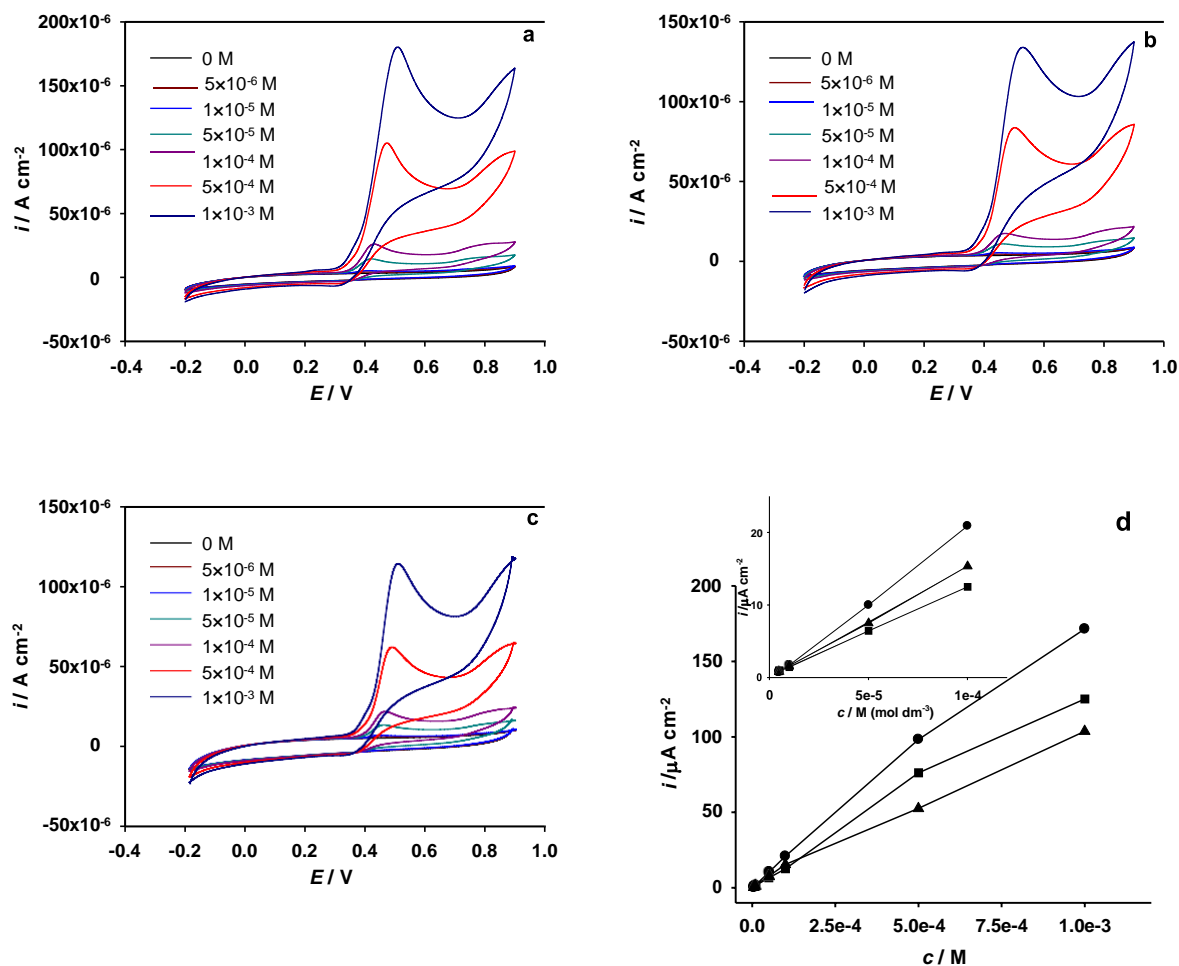 a
200x10⁻⁶
150x10⁻⁶
100x10⁻⁶
50x10⁻⁶
0
-50x10⁻⁶
i / A cm⁻²
0 M
5×10⁻⁶ M
1×10⁻⁵ M
5×10⁻⁵ M
1×10⁻⁴ M
5×10⁻⁴ M
1×10⁻³ M
-0.4 -0.2 0.0 0.2 0.4 0.6 0.8 1.0
E / V
b
150x10⁻⁶
100x10⁻⁶
50x10⁻⁶
0
-50x10⁻⁶
i / A cm⁻²
0 M
5×10⁻⁶ M
1×10⁻⁵ M
5×10⁻⁵ M
1×10⁻⁴ M
5×10⁻⁴ M
1×10⁻³ M
-0.4 -0.2 0.0 0.2 0.4 0.6 0.8 1.0
E / V
c
150x10⁻⁶
100x10⁻⁶
50x10⁻⁶
0
-50x10⁻⁶
i / A cm⁻²
0 M
5×10⁻⁶ M
1×10⁻⁵ M
5×10⁻⁵ M
1×10⁻⁴ M
5×10⁻⁴ M
1×10⁻³ M
-0.4 -0.2 0.0 0.2 0.4 0.6 0.8 1.0
E / V
d
20
10
0
i /µA cm⁻²
0 5e-5 1e-4
c / M (mol dm⁻³)
200
150
100
50
0
i /µA cm⁻²
0.0 2.5e-4 5.0e-4 7.5e-4 1.0e-3
c / M